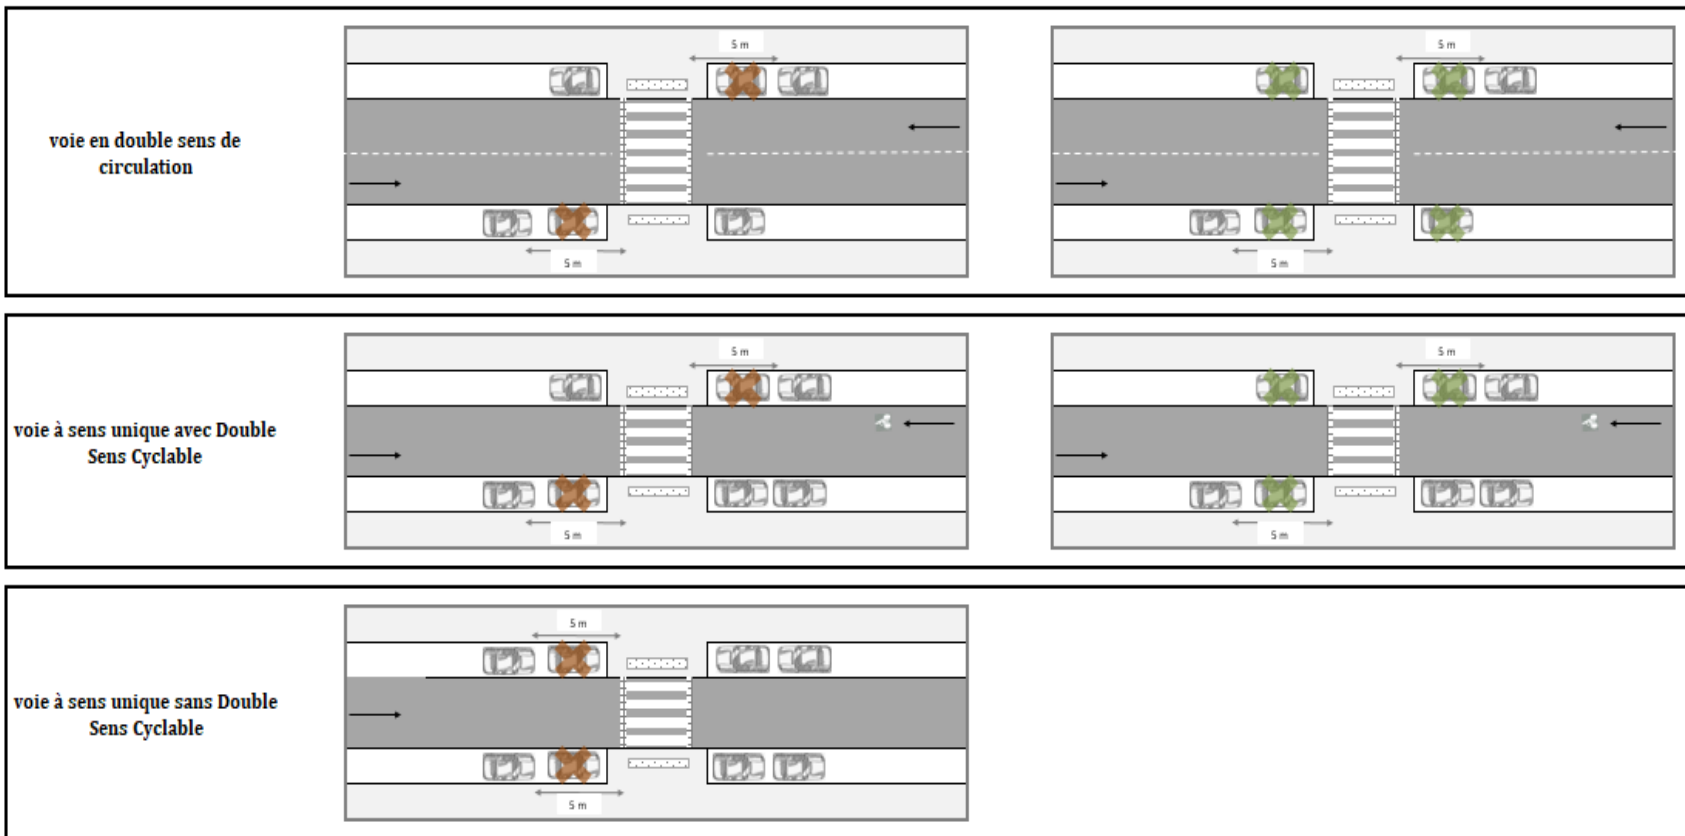 5 m
5 m
voie en double sens de
circulation
5 m
5 m
5 m
5 m
voie à sens unique avec Double
Sens Cyclable
5 m
5 m
5 m
voie à sens unique sans Double
Sens Cyclable
5 m